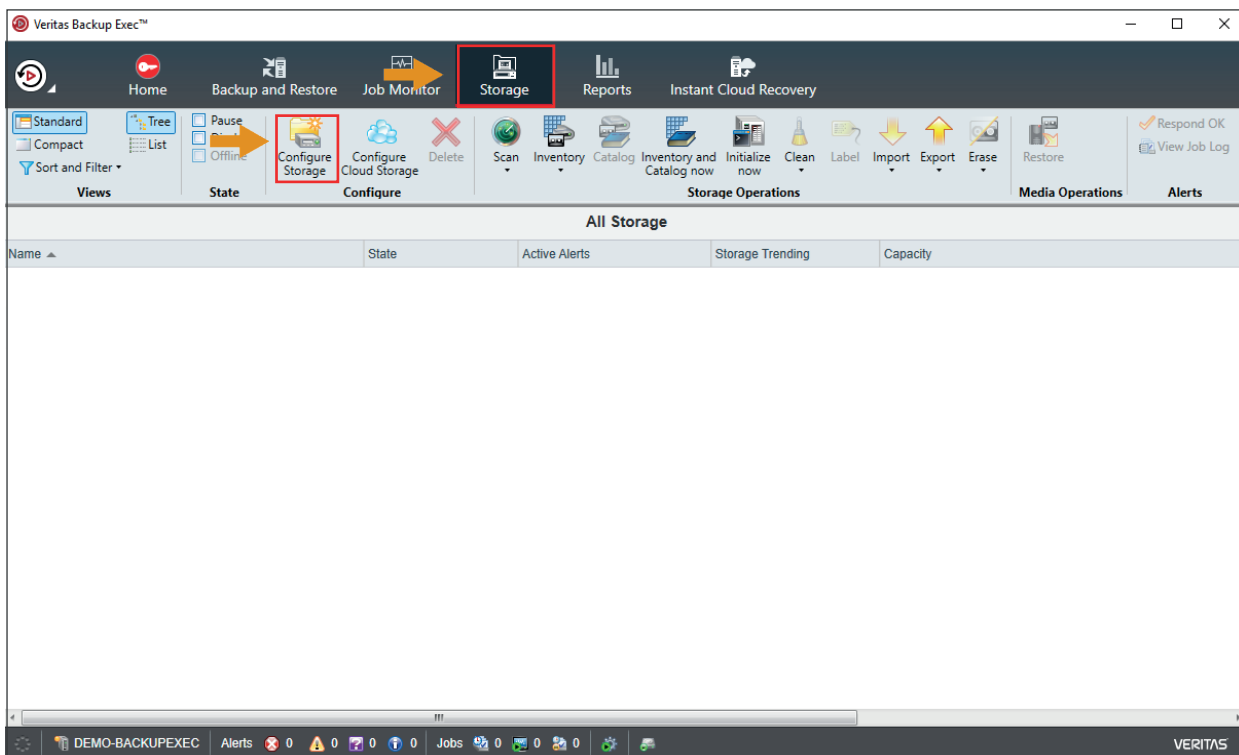 Veritas Backup Exec™
Home
Backup and Restore
Job Monitor
Storage
Reports
Instant Cloud Recovery
Standard
Compact
Sort and Filter
Tree
List
Views
Pause
Offline
State
Configure Storage
Configure Cloud Storage
Delete
Configure
Scan
Inventory
Catalog
Inventory and Catalog now
Initialize now
Clean
Label
Import
Export
Erase
Storage Operations
Restore
Media Operations
Respond OK
View Job Log
Alerts
All Storage
Name State Active Alerts Storage Trending Capacity
DEMO-BACKUPEXEC Alerts 0 0 0 0 Jobs 0 0 0 VERITAS